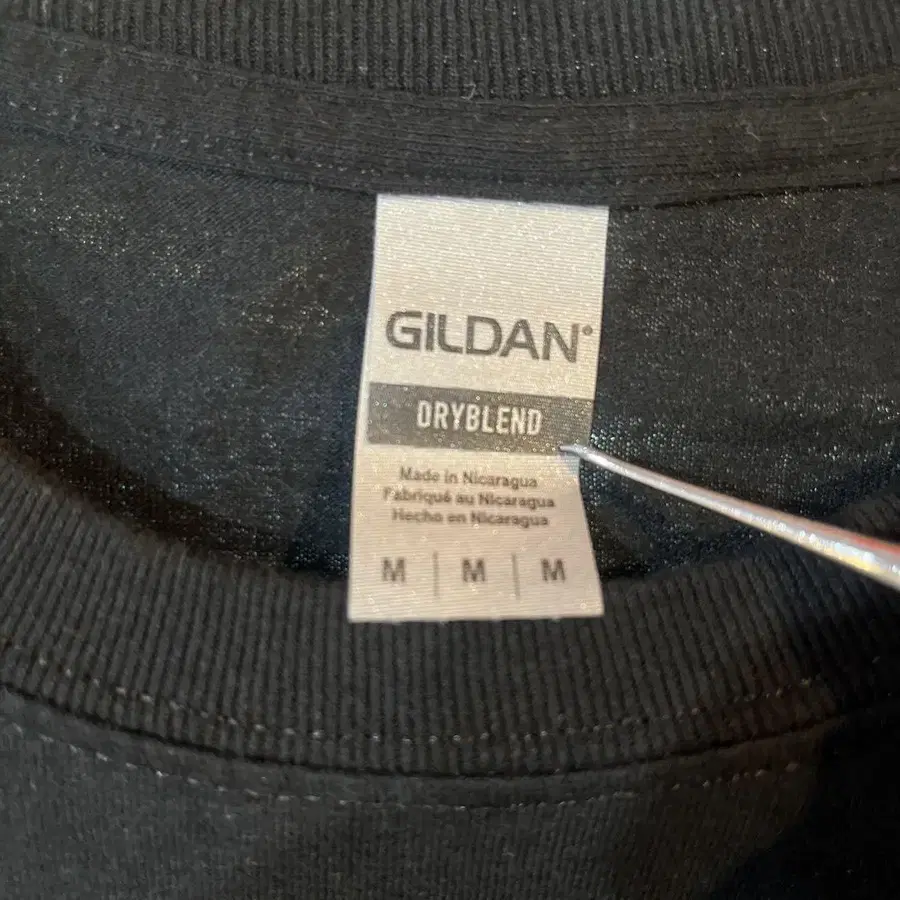 GILDAN®
DRYBLEND
Made in Nicaragua
Fabriqué au Nicaragua
Hecho en Nicaragua
M | M | M